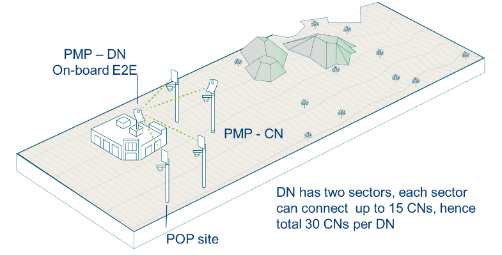 PMP – DN
On-board E2E
PMP - CN
DN has two sectors, each sector
can connect up to 15 CNs, hence
total 30 CNs per DN
POP site